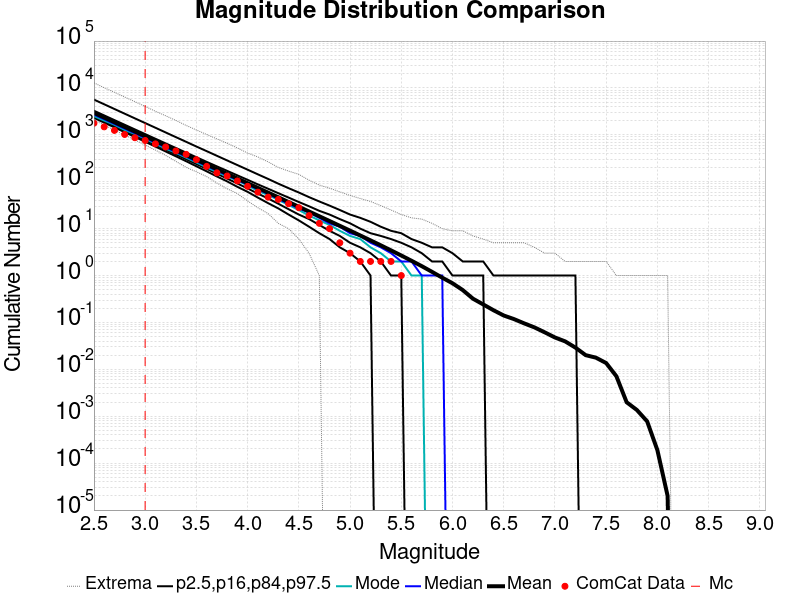 Magnitude Distribution Comparison
10 5
10 4
10 3
10 2
10 1
10 0
10 -1
10 -2
10 -3
10 -4
10 -5
Cumulative Number
2.5 3.0 3.5 4.0 4.5 5.0 5.5 6.0 6.5 7.0 7.5 8.0 8.5 9.0
Magnitude
Extrema p2.5,p16,p84,p97.5 Mode Median Mean ComCat Data Mc